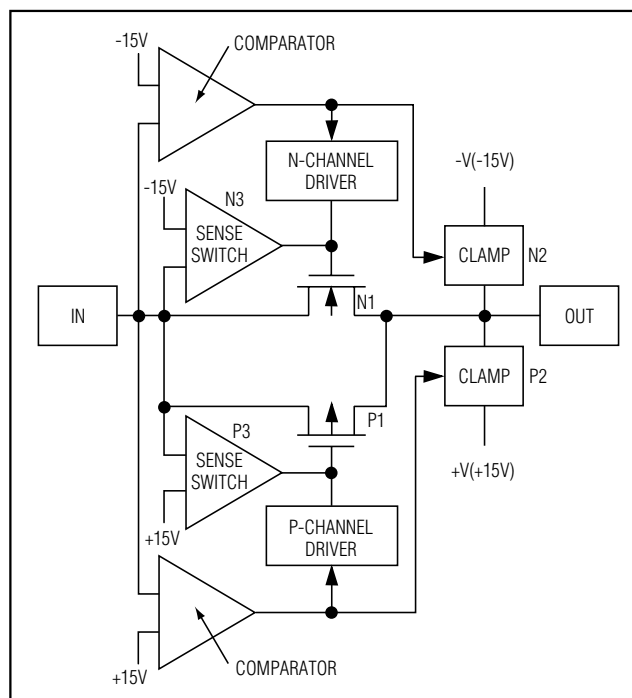 -15V
COMPARATOR
N-CHANNEL
DRIVER
-V(-15V)
-15V
N3
SENSE
SWITCH
CLAMP
N2
IN
N1
OUT
CLAMP
P2
P1
P3
SENSE
SWITCH
+V(+15V)
+15V
P-CHANNEL
DRIVER
+15V
COMPARATOR